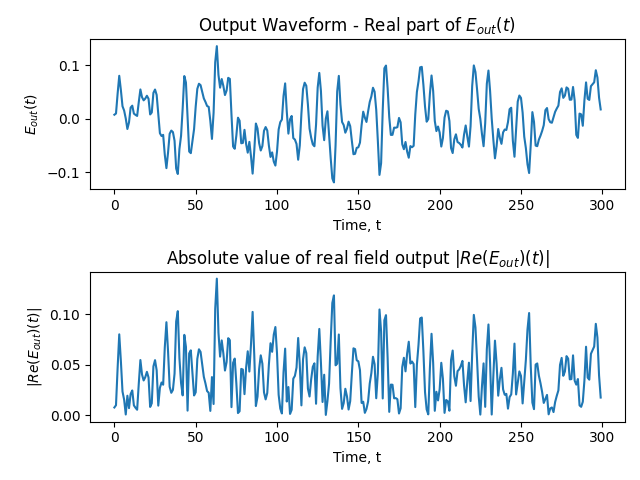 Output Waveform - Real part of E_out(t)
E_out(t)
0.1
0.0
−0.1
0 50 100 150 200 250 300
Time, t
Absolute value of real field output |Re(E_out)(t)|
|Re(E_out)(t)|
0.10
0.05
0.00
0 50 100 150 200 250 300
Time, t